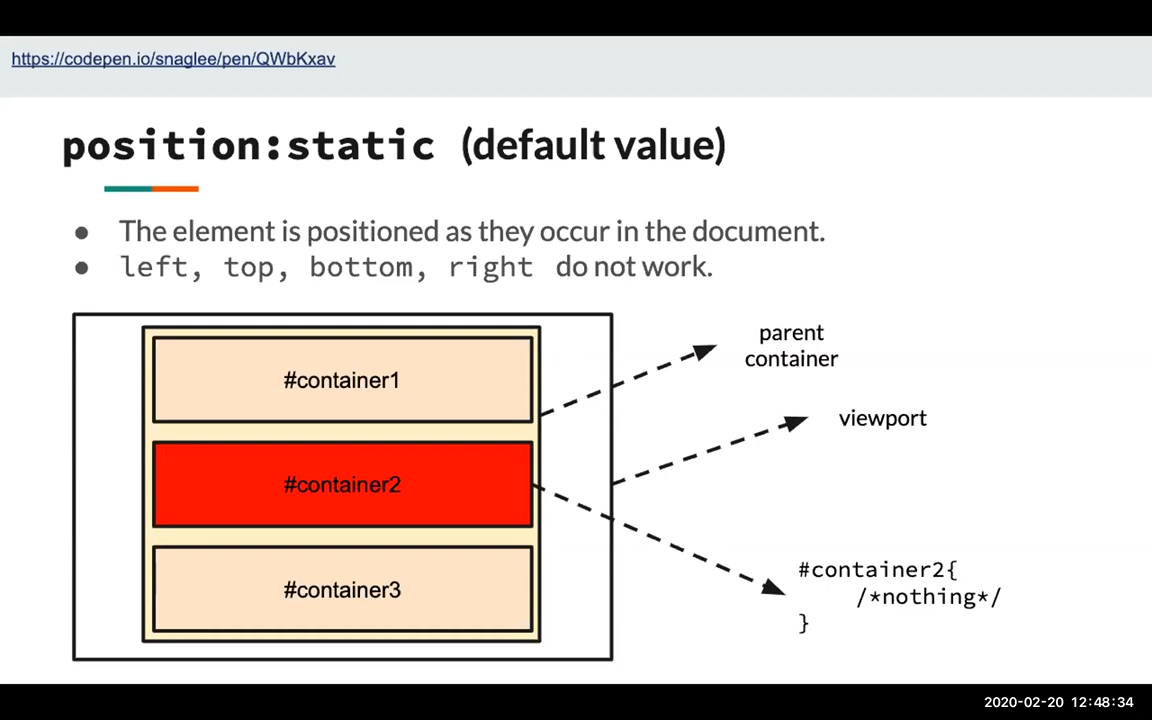 https://codepen.io/snaglee/pen/QWbKxav
position:static (default value)
● The element is positioned as they occur in the document.
● left, top, bottom, right do not work.
#container1
#container2
#container3
parent
container
viewport
#container2{
/*nothing*/
}
2020-02-20 12:48:34